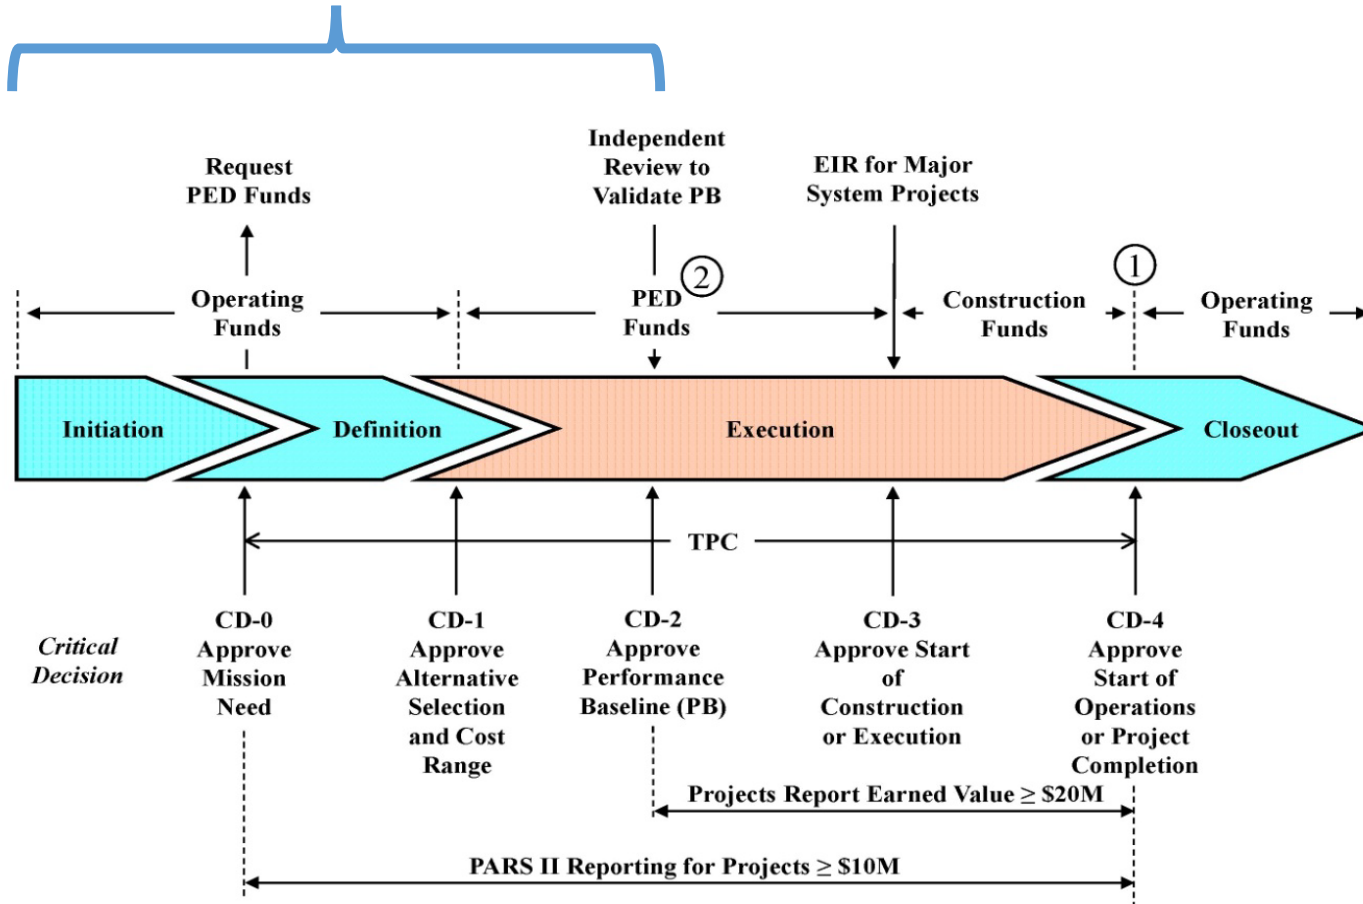 Request
PED Funds
Independent
Review to
Validate PB
EIR for Major
System Projects
Operating
Funds
PED
Funds
②
Construction
Funds
①
Operating
Funds
Initiation
Definition
Execution
Closeout
TPC
Critical
Decision
CD-0
Approve
Mission
Need
CD-1
Approve
Alternative
Selection
and Cost
Range
CD-2
Approve
Performance
Baseline (PB)
CD-3
Approve Start
of
Construction
or Execution
CD-4
Approve
Start of
Operations
or Project
Completion
Projects Report Earned Value ≥ $20M
PARS II Reporting for Projects ≥ $10M